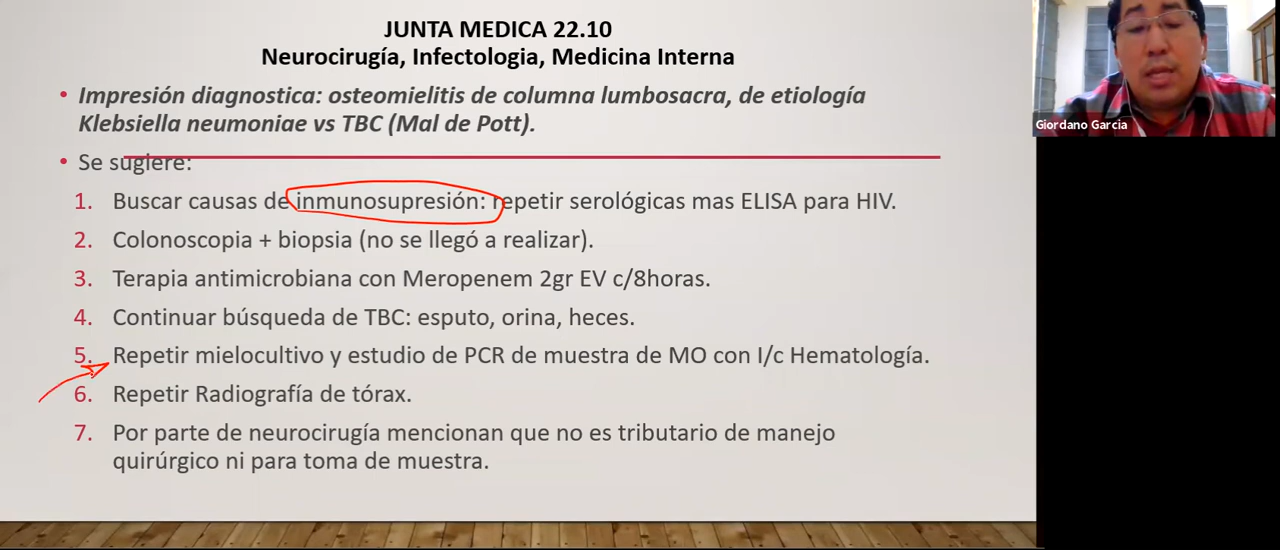 JUNTA MEDICA 22.10
Neurocirugía, Infectologia, Medicina Interna
• Impresión diagnostica: osteomielitis de columna lumbosacra, de etiología
Klebsiella neumoniae vs TBC (Mal de Pott).
• Se sugiere:
1. Buscar causas de inmunosupresión: repetir serológicas mas ELISA para HIV.
2. Colonoscopia + biopsia (no se llegó a realizar).
3. Terapia antimicrobiana con Meropenem 2gr EV c/8horas.
4. Continuar búsqueda de TBC: esputo, orina, heces.
5. Repetir mielocultivo y estudio de PCR de muestra de MO con I/c Hematología.
6. Repetir Radiografía de tórax.
7. Por parte de neurocirugía mencionan que no es tributario de manejo
quirúrgico ni para toma de muestra.
Giordano Garcia